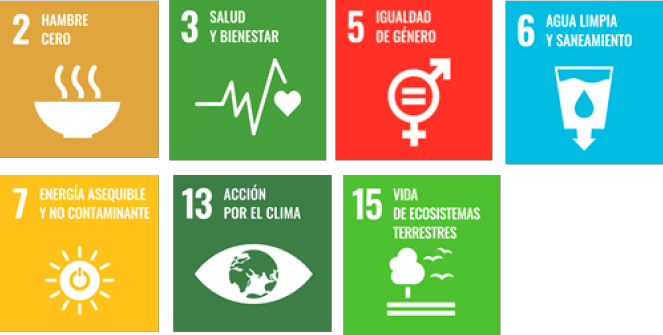 2 HAMBRE
CERO
3 SALUD
Y BIENESTAR
5 IGUALDAD
DE GÉNERO
6 AGUA LIMPIA
Y SANEAMIENTO
7 ENERGÍA ASEQUIBLE
Y NO CONTAMINANTE
13 ACCIÓN
POR EL CLIMA
15 VIDA
DE ECOSISTEMAS
TERRESTRES